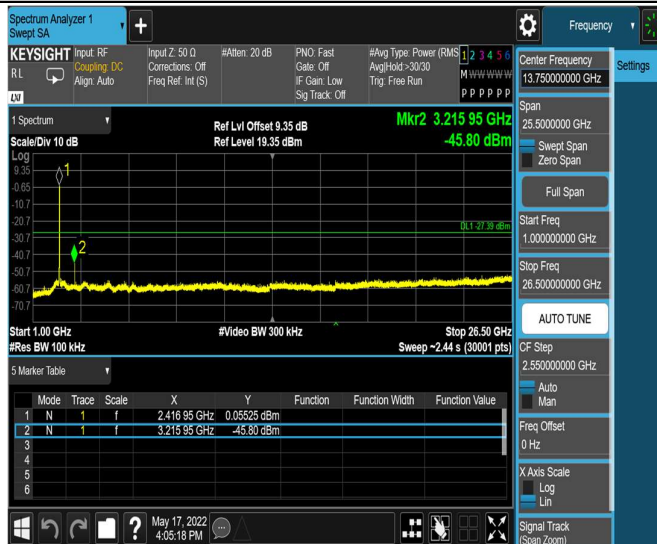 Spectrum Analyzer 1
Swept SA
+
Frequency
KEYSIGHT
Input: RF
Coupling: DC
Align: Auto
Input Z: 50 Ω
Corrections: Off
Freq Ref: Int (S)
#Atten: 20 dB
PNO: Fast
Gate: Off
IF Gain: Low
Sig Track: Off
#Avg Type: Power (RMS
Avg|Hold:>30/30
Trig: Free Run
1 2 3 4 5 6
M W W W W W
P P P P P P
RL
LXI
Center Frequency
13.750000000 GHz
Settings
Span
25.5000000 GHz
Swept Span
Zero Span
Full Span
Start Freq
1.000000000 GHz
Stop Freq
26.500000000 GHz
AUTO TUNE
CF Step
2.550000000 GHz
Auto
Man
Freq Offset
0 Hz
X Axis Scale
Log
Lin
Signal Track
(Span Zoom)
1 Spectrum
Scale/Div 10 dB
Ref Lvl Offset 9.35 dB
Ref Level 19.35 dBm
Mkr2 3.215 95 GHz
-45.80 dBm
Log
9.35
-0.65
-10.7
-20.7
-30.7
-40.7
-50.7
-60.7
-70.7
1
2
DL1 -27.39 dBm
Start 1.00 GHz
#Res BW 100 kHz
#Video BW 300 kHz
Stop 26.50 GHz
Sweep ~2.44 s (30001 pts)
5 Marker Table
Mode Trace Scale X Y Function Function Width Function Value
1 N 1 f 2.416 95 GHz 0.05525 dBm
2 N 1 f 3.215 95 GHz -45.80 dBm
3
4
5
6
?
May 17, 2022
4:05:18 PM